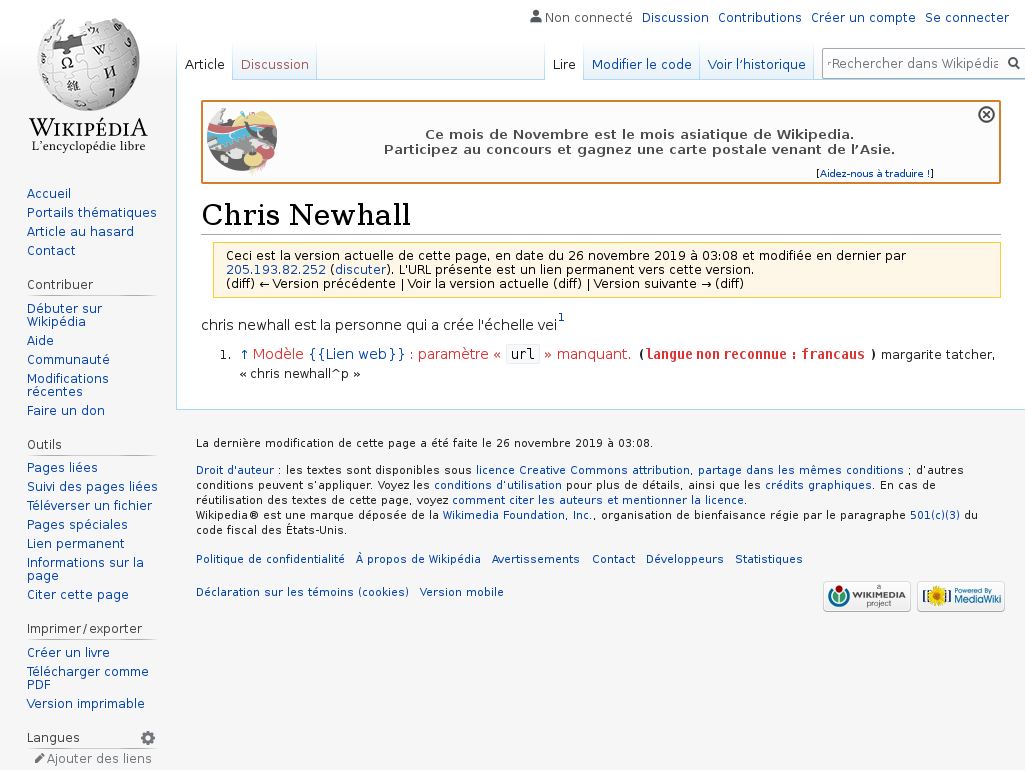 Non connecté Discussion Contributions Créer un compte Se connecter
Article Discussion Lire Modifier le code Voir l’historique Rechercher dans Wikipédia
WIKIPÉDIA
L'encyclopédie libre
Accueil
Portails thématiques
Article au hasard
Contact
Contribuer
Débuter sur
Wikipédia
Aide
Communauté
Modifications
récentes
Faire un don
Outils
Pages liées
Suivi des pages liées
Téléverser un fichier
Pages spéciales
Lien permanent
Informations sur la
page
Citer cette page
Imprimer / exporter
Créer un livre
Télécharger comme
PDF
Version imprimable
Langues
Ajouter des liens
Ce mois de Novembre est le mois asiatique de Wikipedia.
Participez au concours et gagnez une carte postale venant de l’Asie.
[Aidez-nous à traduire !]
Chris Newhall
Ceci est la version actuelle de cette page, en date du 26 novembre 2019 à 03:08 et modifiée en dernier par
205.193.82.252 (discuter). L'URL présente est un lien permanent vers cette version.
(diff) ← Version précédente | Voir la version actuelle (diff) | Version suivante → (diff)
chris newhall est la personne qui a crée l'échelle vei1
1. ↑ Modèle {{Lien web}} : paramètre « url » manquant. (langue non reconnue : francaus ) margarite tatcher,
« chris newhall^p »
La dernière modification de cette page a été faite le 26 novembre 2019 à 03:08.
Droit d'auteur : les textes sont disponibles sous licence Creative Commons attribution, partage dans les mêmes conditions ; d’autres
conditions peuvent s’appliquer. Voyez les conditions d’utilisation pour plus de détails, ainsi que les crédits graphiques. En cas de
réutilisation des textes de cette page, voyez comment citer les auteurs et mentionner la licence.
Wikipedia® est une marque déposée de la Wikimedia Foundation, Inc., organisation de bienfaisance régie par le paragraphe 501(c)(3) du
code fiscal des États-Unis.
Politique de confidentialité À propos de Wikipédia Avertissements Contact Développeurs Statistiques
Déclaration sur les témoins (cookies) Version mobile
a
WIKIMEDIA
project
Powered By
MediaWiki